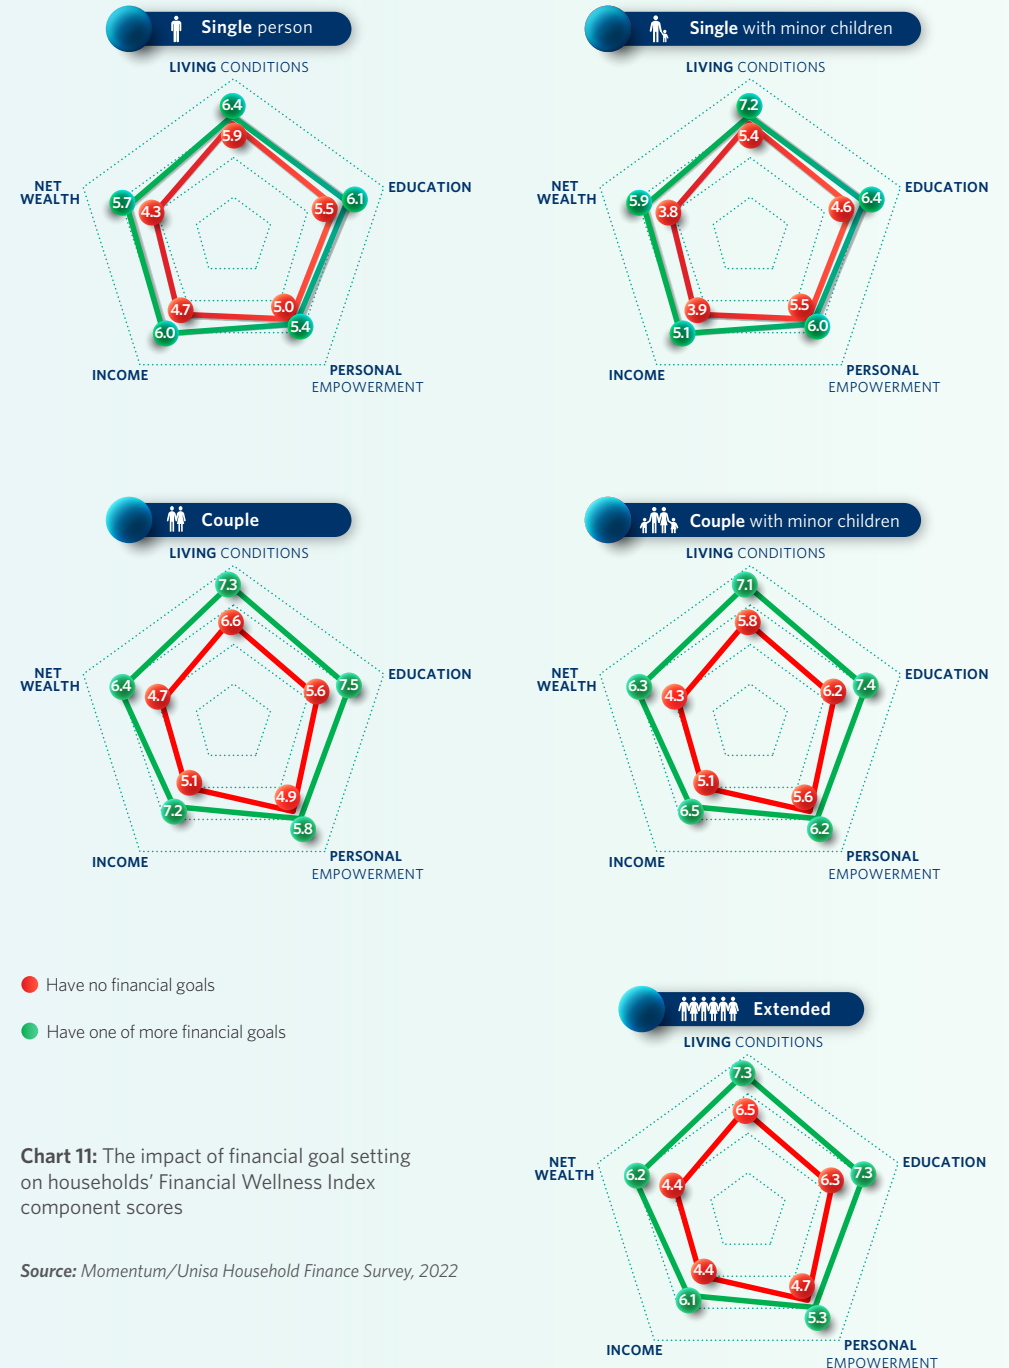 Single person
LIVING CONDITIONS
6.4
5.9
NET
WEALTH
5.7
4.3
5.5
6.1
EDUCATION
4.7
5.0
6.0
5.4
INCOME
PERSONAL
EMPOWERMENT
Single with minor children
LIVING CONDITIONS
7.2
5.4
NET
WEALTH
5.9
3.8
4.6
6.4
EDUCATION
3.9
5.5
5.1
6.0
INCOME
PERSONAL
EMPOWERMENT
Couple
LIVING CONDITIONS
7.3
6.6
NET
WEALTH
6.4
4.7
5.6
7.5
EDUCATION
5.1
4.9
7.2
5.8
INCOME
PERSONAL
EMPOWERMENT
Couple with minor children
LIVING CONDITIONS
7.1
5.8
NET
WEALTH
6.3
4.3
6.2
7.4
EDUCATION
5.1
5.6
6.5
6.2
INCOME
PERSONAL
EMPOWERMENT
Have no financial goals
Have one of more financial goals
Chart 11: The impact of financial goal setting
on households’ Financial Wellness Index
component scores
Source: Momentum/Unisa Household Finance Survey, 2022
Extended
LIVING CONDITIONS
7.3
6.5
NET
WEALTH
6.2
4.4
6.3
7.3
EDUCATION
4.4
4.7
6.1
5.3
INCOME
PERSONAL
EMPOWERMENT